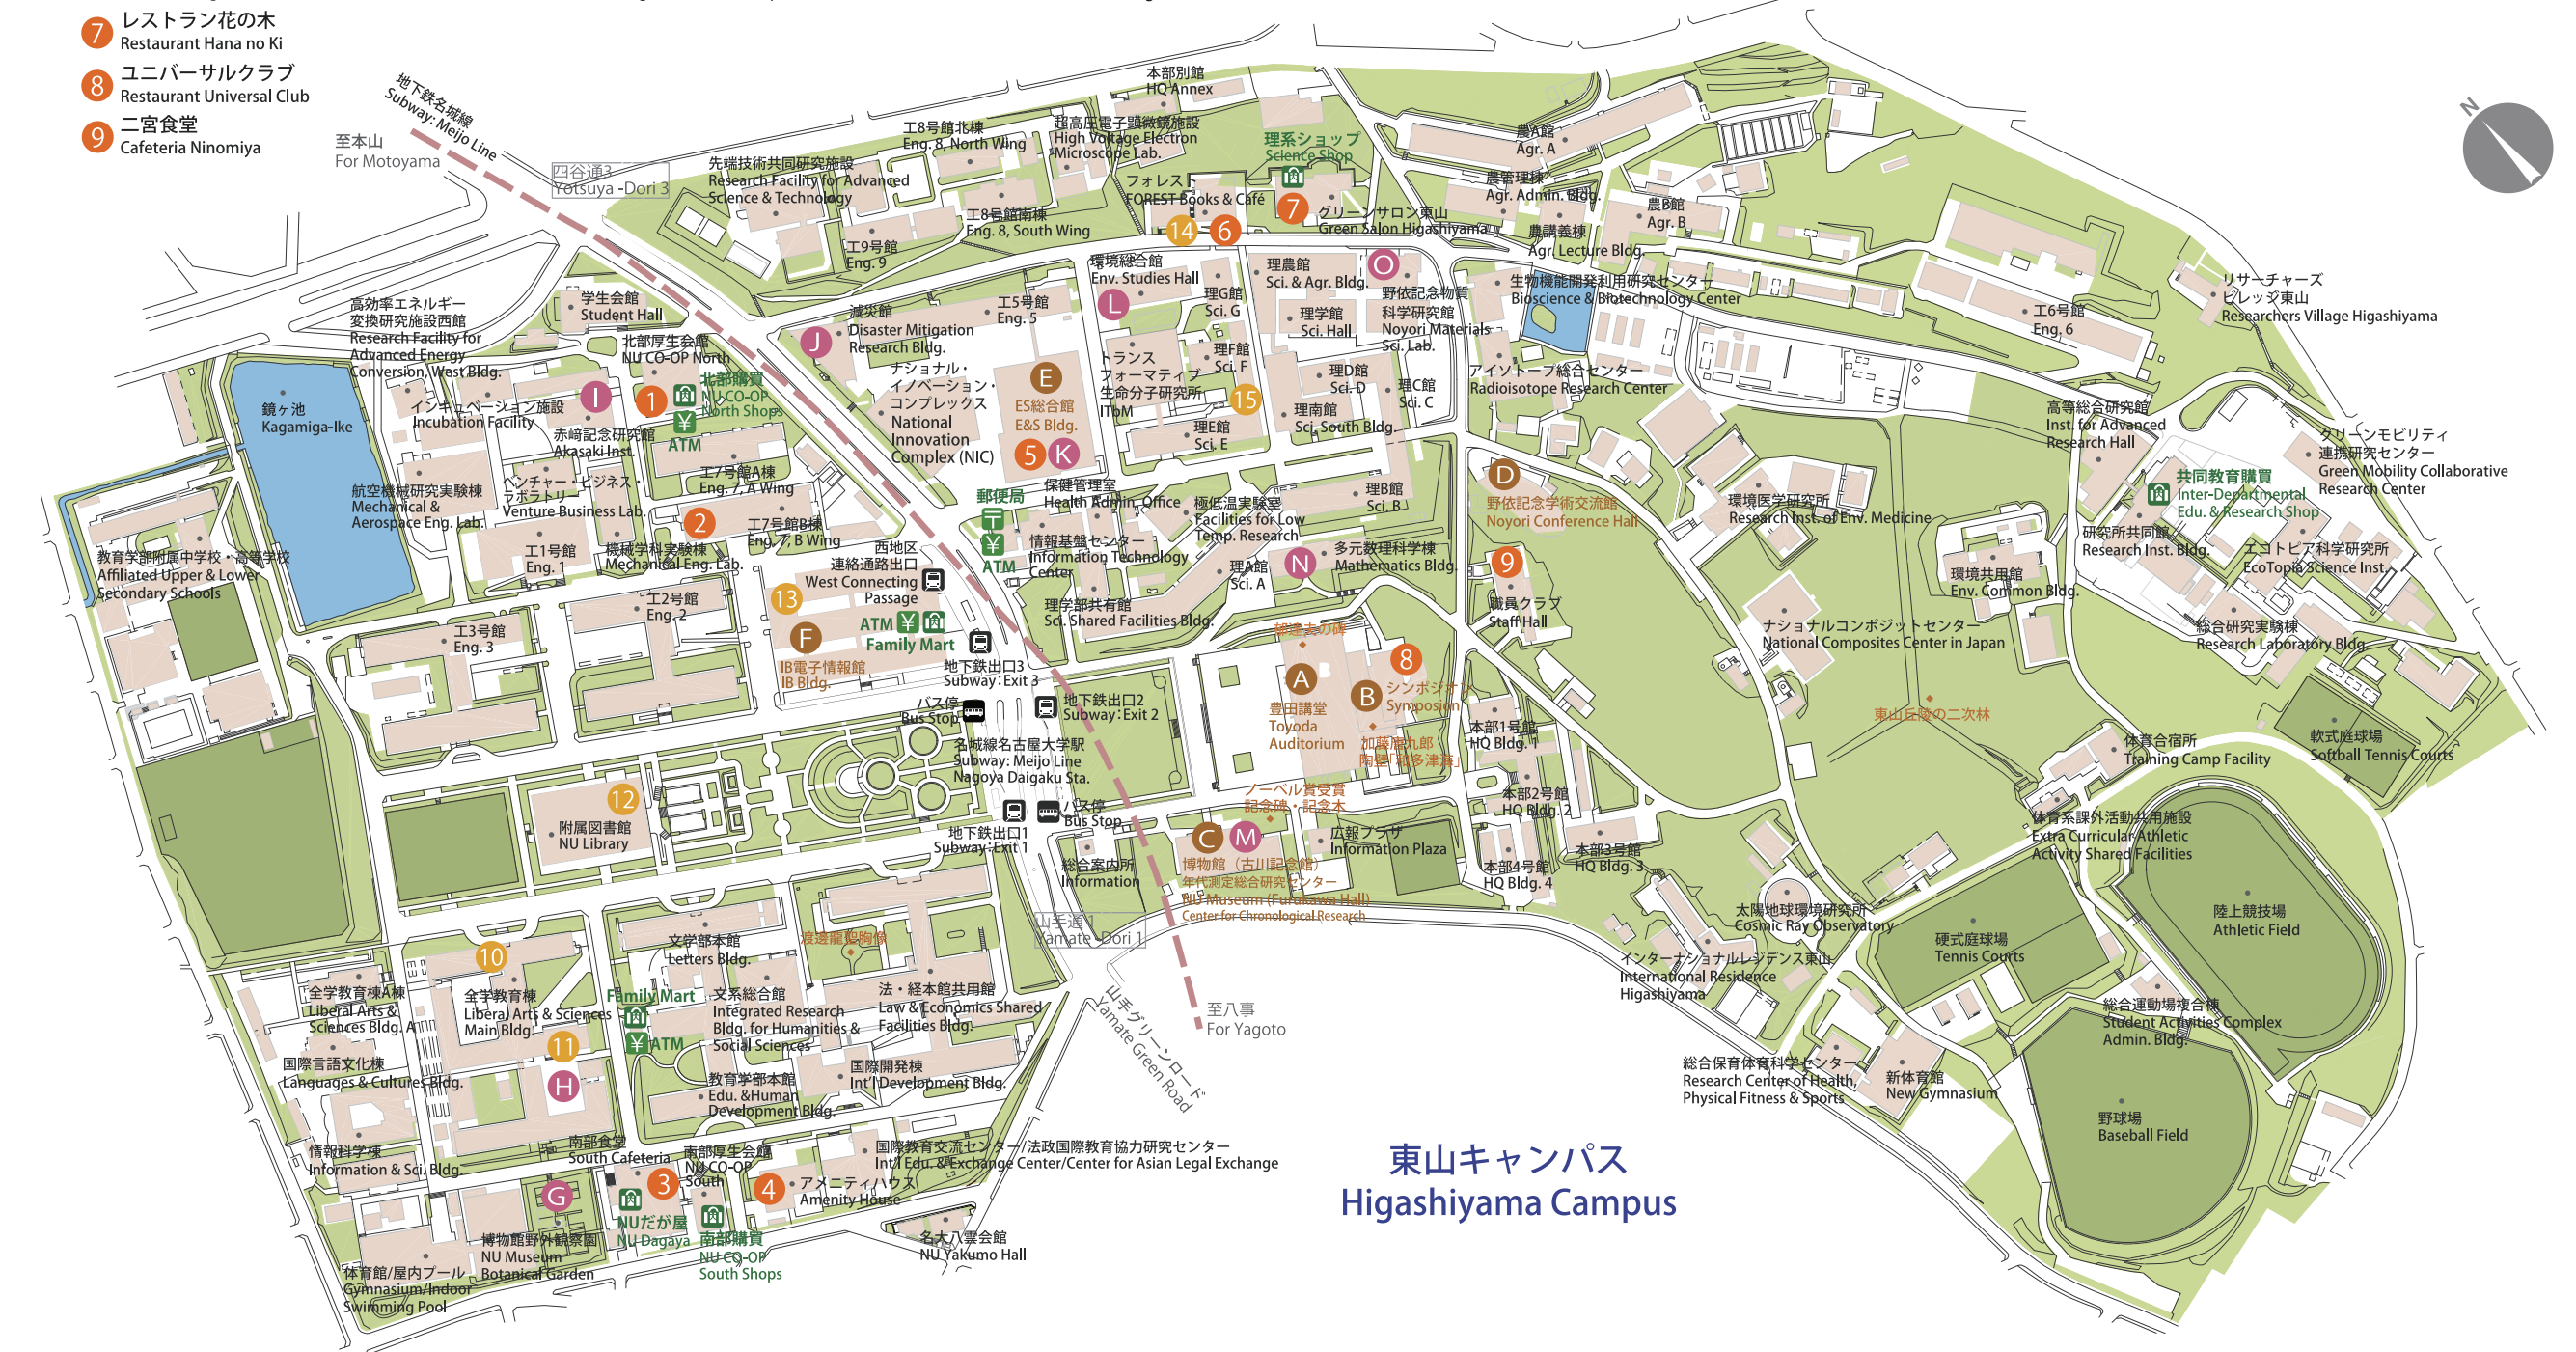 7
レストラン花の木
Restaurant Hana no Ki
8
ユニバーサルクラブ
Restaurant Universal Club
9
二宮食堂
Cafeteria Ninomiya
地下鉄名城線
Subway: Meijo Line
至本山
For Motoyama
四谷通3
Yotsuya -Dori 3
本部別館
HQ Annex
超高圧電子顕微鏡施設
High Voltage Electron
Microscope Lab.
工8号館北棟
Eng. 8, North Wing
先端技術共同研究施設
Research Facility for Advanced
Science & Technology
工8号館南棟
Eng. 8, South Wing
工9号館
Eng. 9
理系ショップ
Science Shop
フォレスト
FOREST Books & Café
14
6
7
グリーンサロン東山
Green Salon Higashiyama
農A館
Agr. A
農管理棟
Agr. Admin. Bldg.
農B館
Agr. B
農講義棟
Agr. Lecture Bldg.
N
リサーチャーズ
ビレッジ東山
Researchers Village Higashiyama
工6号館
Eng. 6
生物機能開発利用研究センター
Bioscience & Biotechnology Center
アイソトープ総合センター
Radioisotope Research Center
環境総合館
Env. Studies Hall
L
理農館
Sci. & Agr. Bldg.
O
野依記念物質
科学研究館
Noyori Materials
Sci. Lab.
理G館
Sci. G
理学館
Sci. Hall
理F館
Sci. F
理D館
Sci. D
理C館
Sci. C
15
理南館
Sci. South Bldg.
理E館
Sci. E
トランス
フォーマティブ
生命分子研究所
ITbM
工5号館
Eng. 5
減災館
Disaster Mitigation
Research Bldg.
J
ナショナル・
イノベーション・
コンプレックス
National
Innovation
Complex (NIC)
E
ES総合館
E&S Bldg.
5
K
学生会館
Student Hall
高効率エネルギー
変換研究施設西館
Research Facility for
Advanced Energy
Conversion, West Bldg.
北部厚生会館
NU CO-OP North
北部購買
NU CO-OP
North Shops
ATM
I
1
鏡ヶ池
Kagamiga-Ike
インキュベーション施設
Incubation Facility
赤﨑記念研究館
Akasaki Inst.
工7号館A棟
Eng. 7, A Wing
航空機械研究実験棟
Mechanical &
Aerospace Eng. Lab.
ベンチャー・ビジネス・
ラボラトリー
Venture Business Lab.
2
工7号館B棟
Eng. 7, B Wing
機械学科実験棟
Mechanical Eng. Lab.
工1号館
Eng. 1
教育学部附属中学校・高等学校
Affiliated Upper & Lower
Secondary Schools
工2号館
Eng. 2
工3号館
Eng. 3
西地区
連絡通路出口
West Connecting
Passage
13
F
IB電子情報館
IB Bldg.
ATM
Family Mart
郵便局
ATM
保健管理室
Health Admin. Office
情報基盤センター
Information Technology
Center
極低温実験室
Facilities for Low
Temp. Research
理B館
Sci. B
多元数理科学棟
Mathematics Bldg.
N
理A館
Sci. A
理学部共有館
Sci. Shared Facilities Bldg.
D
野依記念学術交流館
Noyori Conference Hall
9
職員クラブ
Staff Hall
環境医学研究所
Research Inst. of Env. Medicine
高等総合研究館
Inst. for Advanced
Research Hall
グリーンモビリティ
連携研究センター
Green Mobility Collaborative
Research Center
共同教育購買
Inter-Departmental
Edu. & Research Shop
研究所共同館
Research Inst. Bldg.
エコトピア科学研究所
EcoTopia Science Inst.
環境共用館
Env. Common Bldg.
総合研究実験棟
Research Laboratory Bldg.
ナショナルコンポジットセンター
National Composites Center in Japan
東山丘陵の二次林
地下鉄出口3
Subway: Exit 3
バス停
Bus Stop
地下鉄出口2
Subway: Exit 2
名城線名古屋大学駅
Subway: Meijo Line
Nagoya Daigaku Sta.
バス停
Bus Stop
地下鉄出口1
Subway: Exit 1
郁達夫の碑
A
豊田講堂
Toyoda
Auditorium
8
B
シンポジオン
Symposion
加藤唐九郎
陶壁「和多津海」
ノーベル賞受賞
記念碑・記念木
本部1号館
HQ Bldg. 1
本部2号館
HQ Bldg. 2
本部3号館
HQ Bldg. 3
本部4号館
HQ Bldg. 4
C
M
博物館（古川記念館）
年代測定総合研究センター
NU Museum (Furukawa Hall)
Center for Chronological Research
広報プラザ
Information Plaza
総合案内所
Information
山手通 1
Yamate -Dori 1
12
附属図書館
NU Library
体育合宿所
Training Camp Facility
軟式庭球場
Softball Tennis Courts
体育系課外活動共用施設
Extra Curricular Athletic
Activity Shared Facilities
太陽地球環境研究所
Cosmic Ray Observatory
硬式庭球場
Tennis Courts
陸上競技場
Athletic Field
インターナショナルレジデンス東山
International Residence
Higashiyama
総合運動場複合棟
Student Activities Complex
Admin. Bldg.
総合保育体育科学センター
Research Center of Health,
Physical Fitness & Sports
新体育館
New Gymnasium
野球場
Baseball Field
10
全学教育棟A棟
Liberal Arts &
Sciences Bldg. A
全学教育棟
Liberal Arts & Sciences
Main Bldg.
11
H
国際言語文化棟
Languages & Cultures Bldg.
情報科学棟
Information & Sci. Bldg.
文学部本館
Letters Bldg.
渡邊龍聖胸像
Family Mart
ATM
文系総合館
Integrated Research
Bldg. for Humanities &
Social Sciences
法・経本館共用館
Law & Economics Shared
Facilities Bldg.
教育学部本館
Edu. &Human
Development Bldg.
国際開発棟
Int'l Development Bldg.
至八事
For Yagoto
山手グリーンロード
Yamate Green Road
南部食堂
South Cafeteria
南部厚生会館
NU CO-OP
South
3
4
G
国際教育交流センター/法政国際教育協力研究センター
Int'l Edu. & Exchange Center/Center for Asian Legal Exchange
アメニティハウス
Amenity House
NUだが屋
NU Dagaya
南部購買
NU CO-OP
South Shops
名大八雲会館
NU Yakumo Hall
博物館野外観察園
NU Museum
Botanical Garden
体育館/屋内プール
Gymnasium/Indoor
Swimming Pool
東山キャンパス
Higashiyama Campus